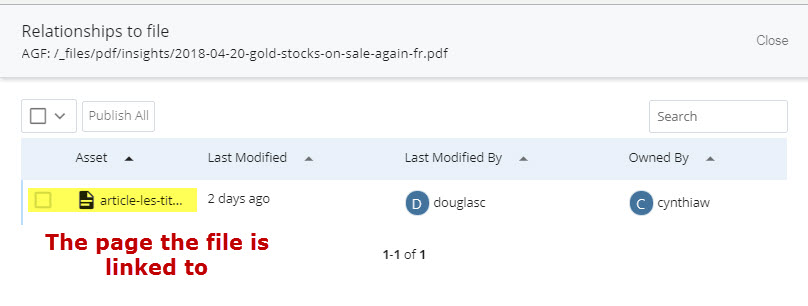 Relationships to file
AGF: /_files/pdf/insights/2018-04-20-gold-stocks-on-sale-again-fr.pdf
Close
Publish All
Search
Asset Last Modified Last Modified By Owned By
article-les-tit... 2 days ago D douglasc C cynthiaw
The page the file is
linked to
1-1 of 1